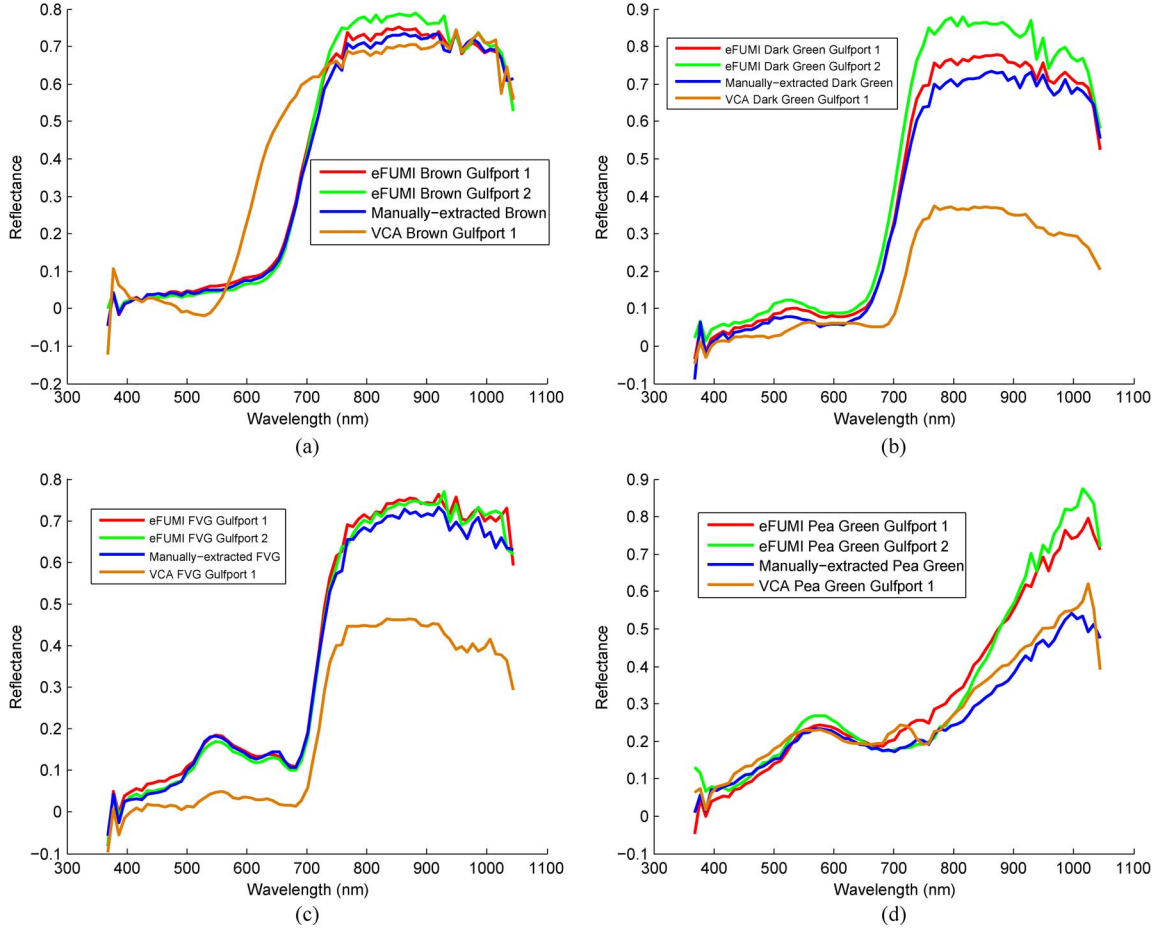 0.8
0.7
0.6
0.5
0.4
0.3
0.2
0.1
0
−0.1
−0.2
Reflectance
eFUMI Brown Gulfport 1
eFUMI Brown Gulfport 2
Manually-extracted Brown
VCA Brown Gulfport 1
300 400 500 600 700 800 900 1000 1100
Wavelength (nm)
(a)
0.9
0.8
0.7
0.6
0.5
0.4
0.3
0.2
0.1
0
−0.1
Reflectance
eFUMI Dark Green Gulfport 1
eFUMI Dark Green Gulfport 2
Manually-extracted Dark Green
VCA Dark Green Gulfport 1
300 400 500 600 700 800 900 1000 1100
Wavelength (nm)
(b)
0.8
0.7
0.6
0.5
0.4
0.3
0.2
0.1
0
−0.1
Reflectance
eFUMI FVG Gulfport 1
eFUMI FVG Gulfport 2
Manually-extracted FVG
VCA FVG Gulfport 1
300 400 500 600 700 800 900 1000 1100
Wavelength (nm)
(c)
0.9
0.8
0.7
0.6
0.5
0.4
0.3
0.2
0.1
0
−0.1
Reflectance
eFUMI Pea Green Gulfport 1
eFUMI Pea Green Gulfport 2
Manually-extracted Pea Green
VCA Pea Green Gulfport 1
300 400 500 600 700 800 900 1000 1100
Wavelength (nm)
(d)